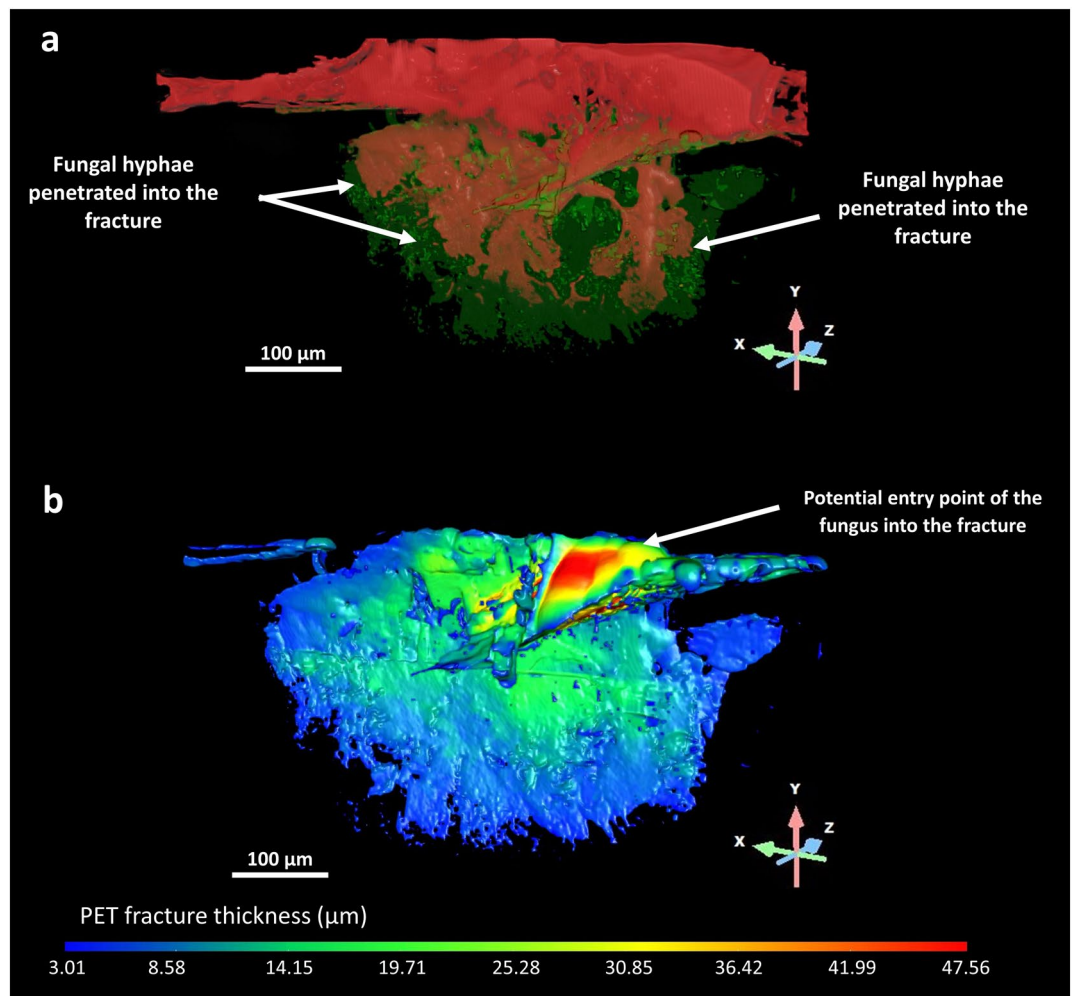 a
Fungal hyphae
penetrated into the
fracture
Fungal hyphae
penetrated into the
fracture
Y
X
Z
100 μm
b
Potential entry point of the
fungus into the fracture
Y
X
Z
100 μm
PET fracture thickness (μm)
3.01 8.58 14.15 19.71 25.28 30.85 36.42 41.99 47.56